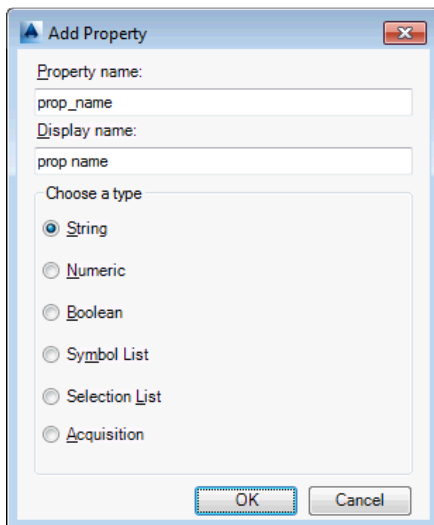 Add Property
Property name:
prop_name
Display name:
prop name
Choose a type
String
Numeric
Boolean
Symbol List
Selection List
Acquisition
OK Cancel